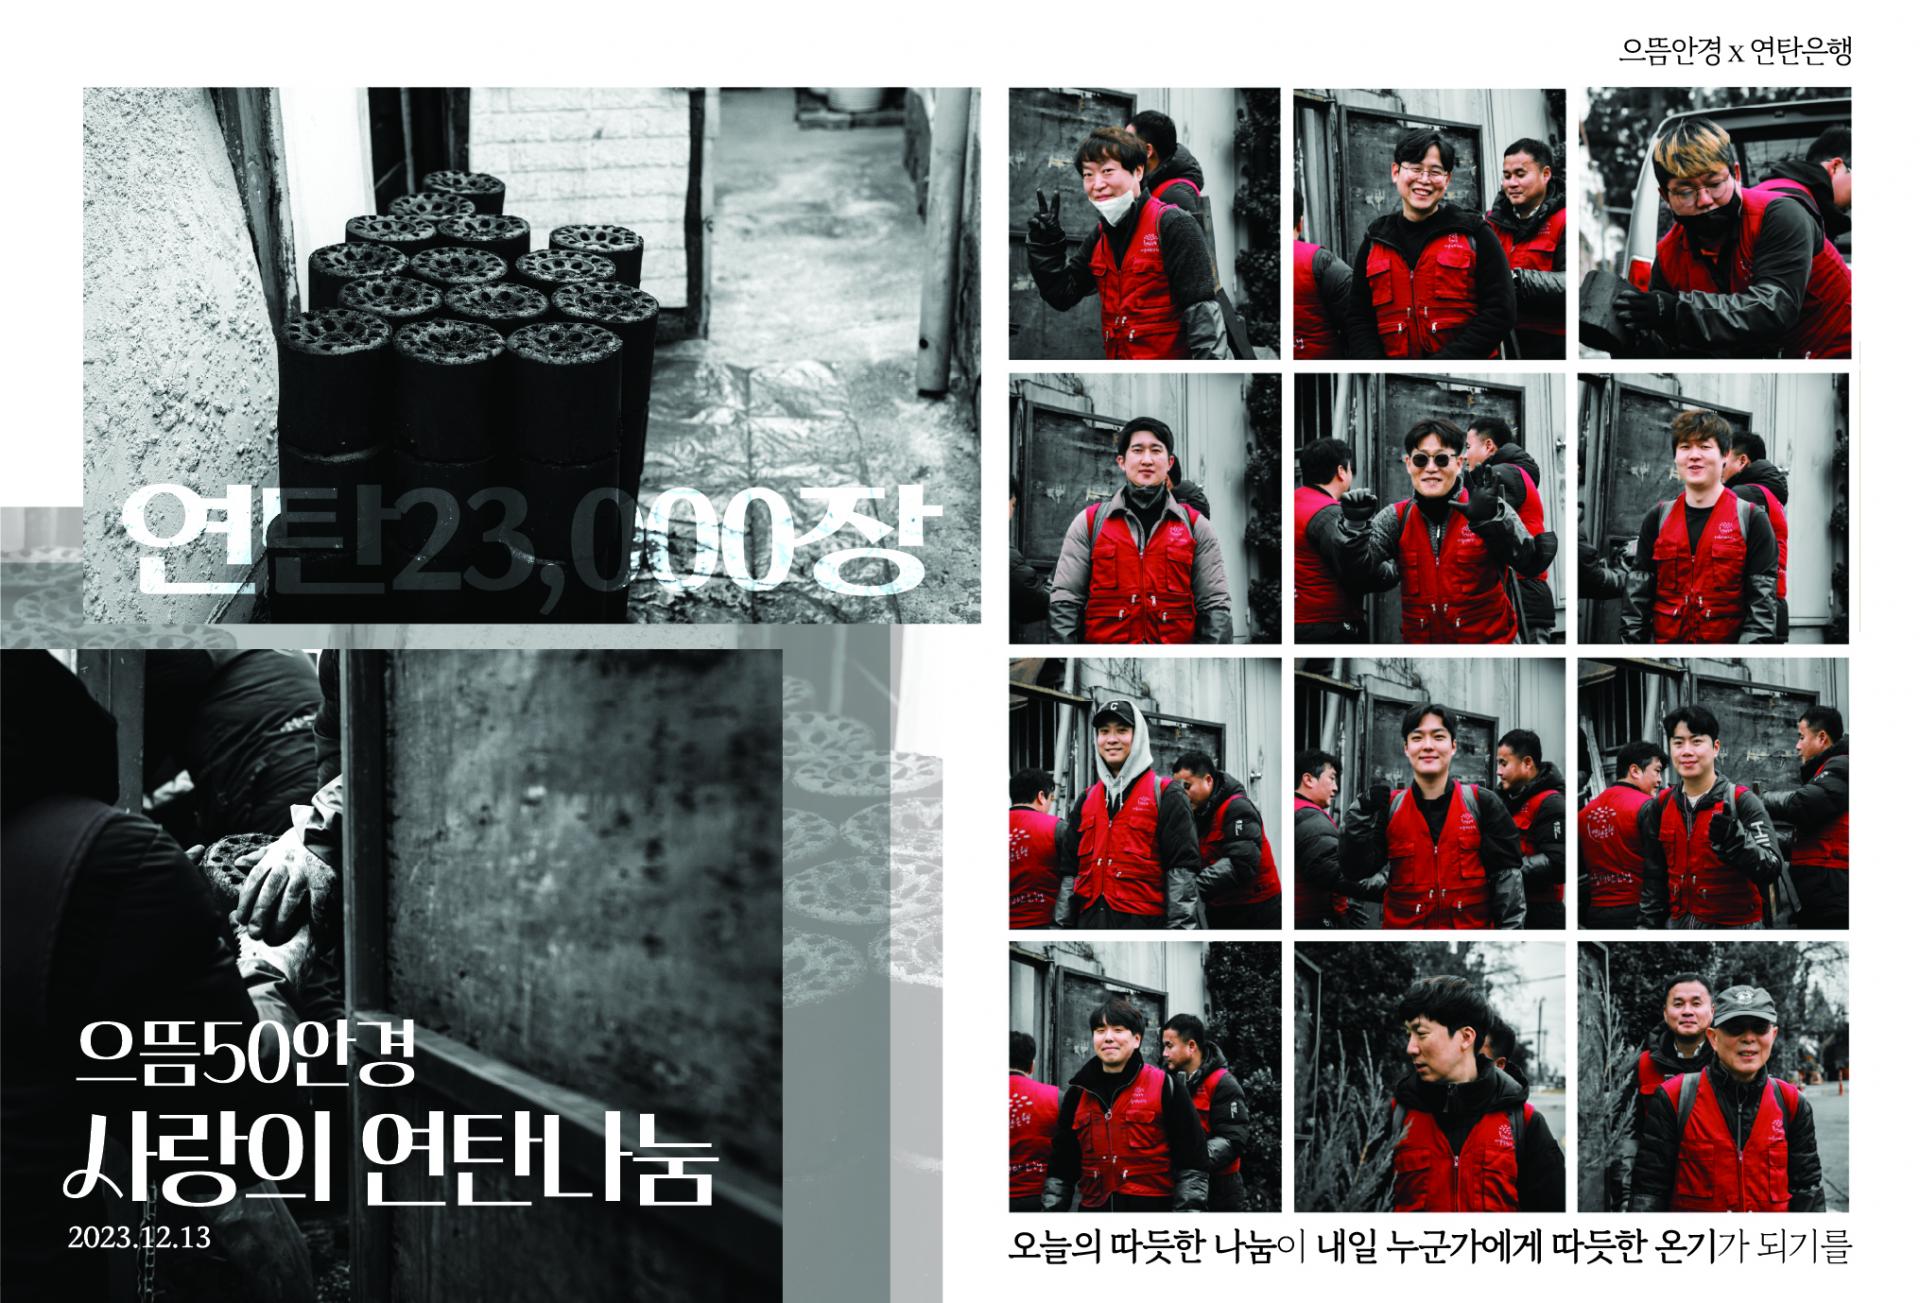 으뜸안경 x 연탄은행
연탄23,000장
으뜸50안경
사랑의 연탄나눔
2023.12.13
오늘의 따듯한 나눔이 내일 누군가에게 따듯한 온기가 되기를